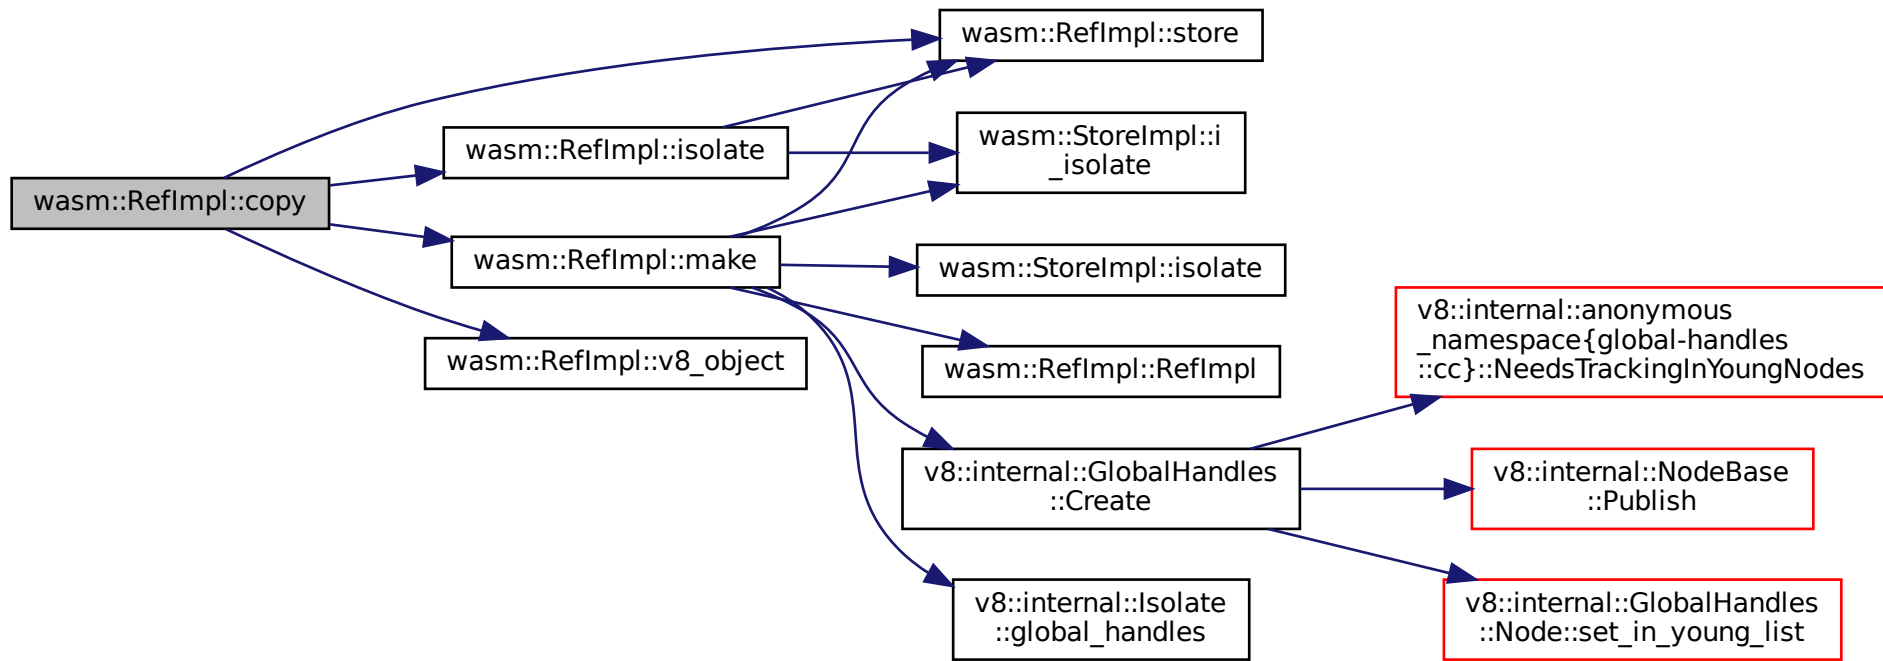 wasm::RefImpl::copy
wasm::RefImpl::store
wasm::RefImpl::isolate
wasm::StoreImpl::i
_isolate
wasm::RefImpl::make
wasm::StoreImpl::isolate
wasm::RefImpl::v8_object
wasm::RefImpl::RefImpl
v8::internal::GlobalHandles
::Create
v8::internal::Isolate
::global_handles
v8::internal::anonymous
_namespace{global-handles
::cc}::NeedsTrackingInYoungNodes
v8::internal::NodeBase
::Publish
v8::internal::GlobalHandles
::Node::set_in_young_list